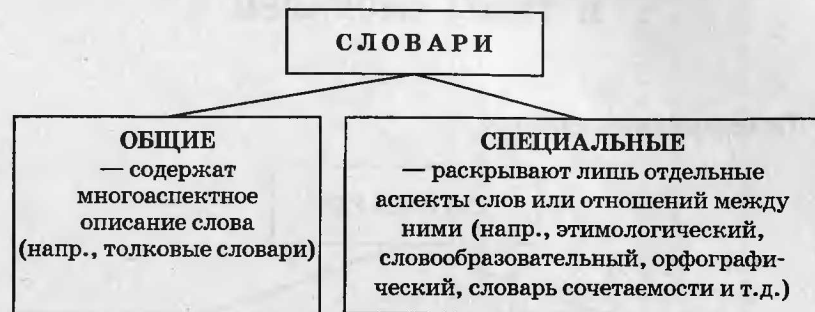 СЛОВАРИ
ОБЩИЕ
— содержат
многоаспектное
описание слова
(напр., толковые словари)
СПЕЦИАЛЬНЫЕ
— раскрывают лишь отдельные
аспекты слов или отношений между
ними (напр., этимологический,
словообразовательный, орфографи-
ческий, словарь сочетаемости и т.д.)